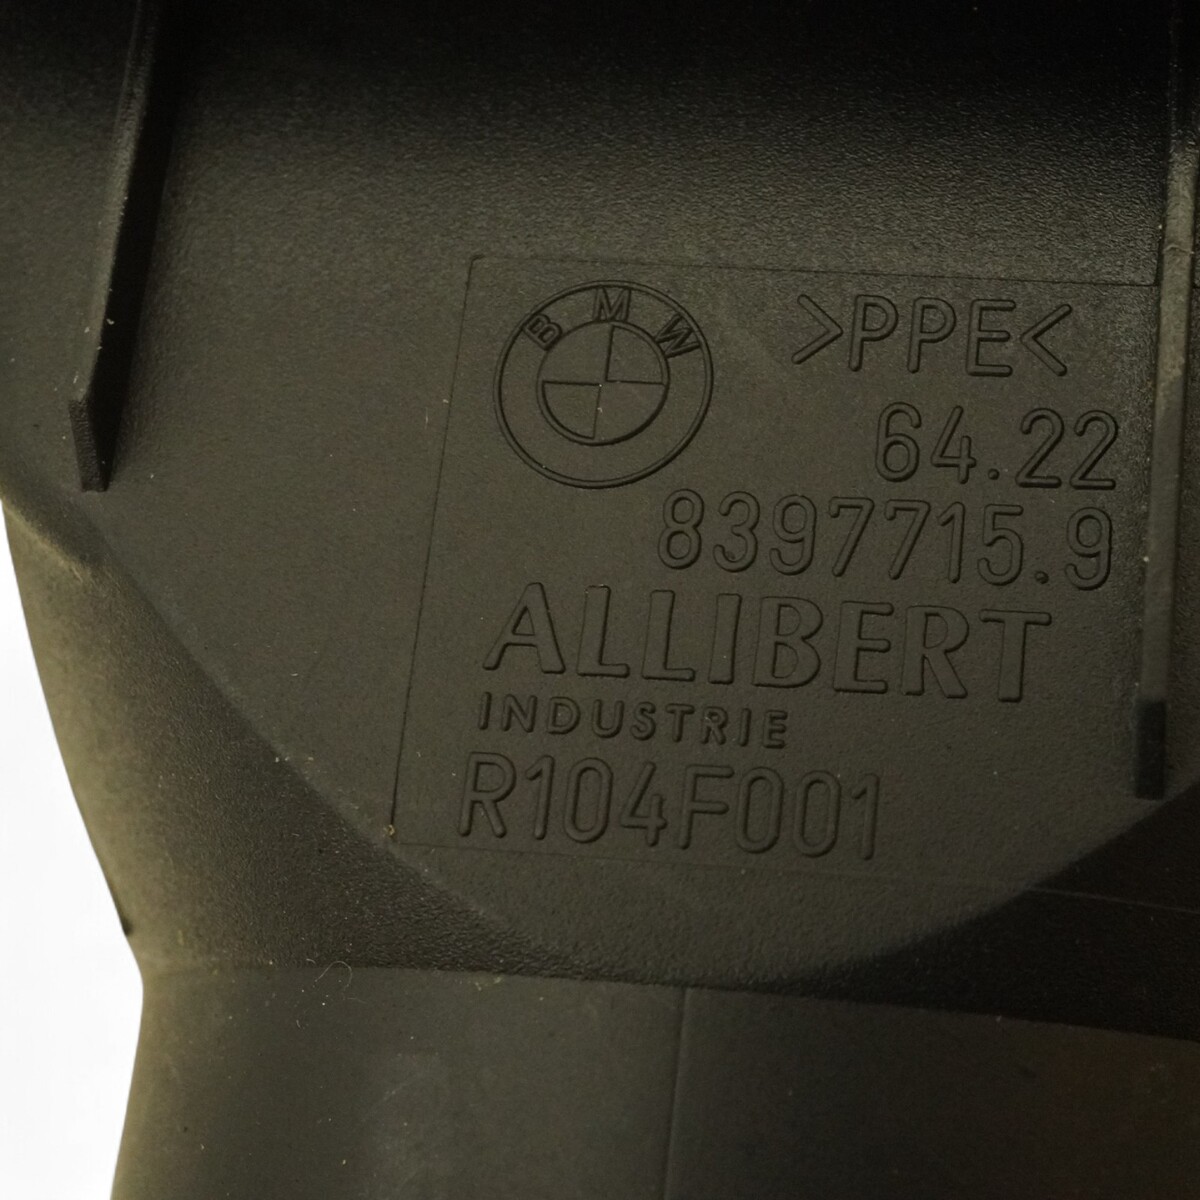 BMW
>PPE<
64.22
8397715.9
ALLIBERT
INDUSTRIE
R104F001